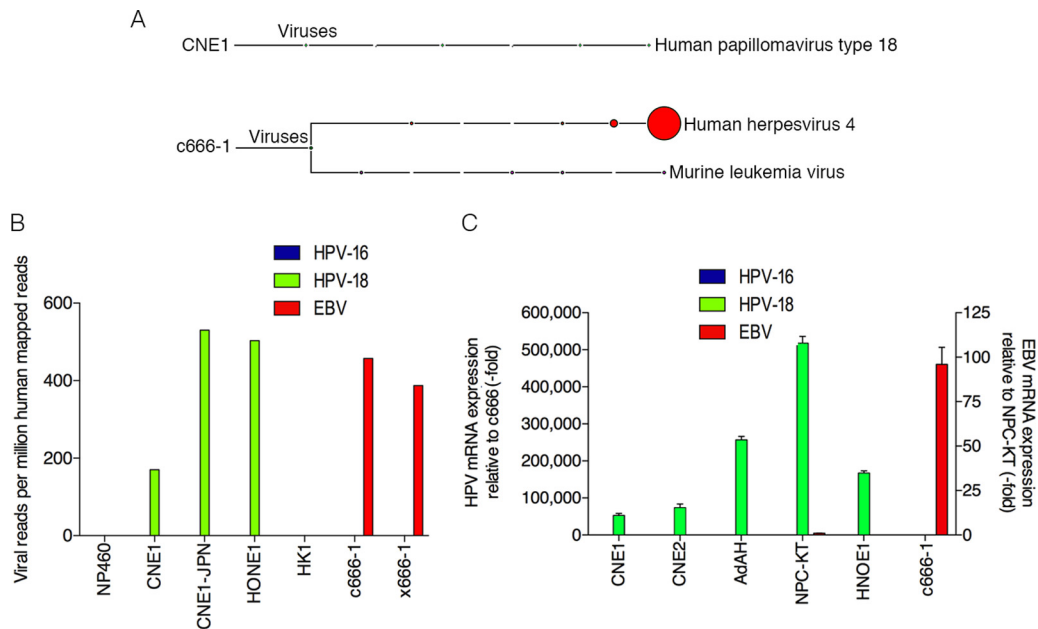 A
CNE1
Viruses
Human papillomavirus type 18
c666-1
Viruses
Human herpesvirus 4
Murine leukemia virus
B
HPV-16
HPV-18
EBV
Viral reads per million human mapped reads
600
400
200
0
NP460
CNE1
CNE1-JPN
HONE1
HK1
c666-1
x666-1
C
HPV-16
HPV-18
EBV
HPV mRNA expression
relative to c666 (-fold)
600,000
500,000
400,000
300,000
200,000
100,000
0
125
100
75
50
25
0
EBV mRNA expression
relative to NPC-KT (-fold)
CNE1
CNE2
AdAH
NPC-KT
HNOE1
c666-1